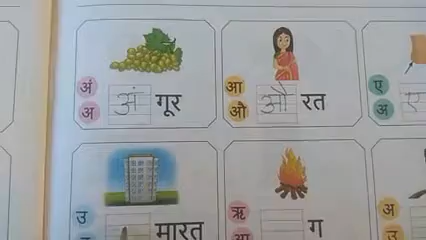 अं
अ
अं गूर
आ
औ
औ रत
ए
अ
ए
उ
मारत
ऋ
ग
अ